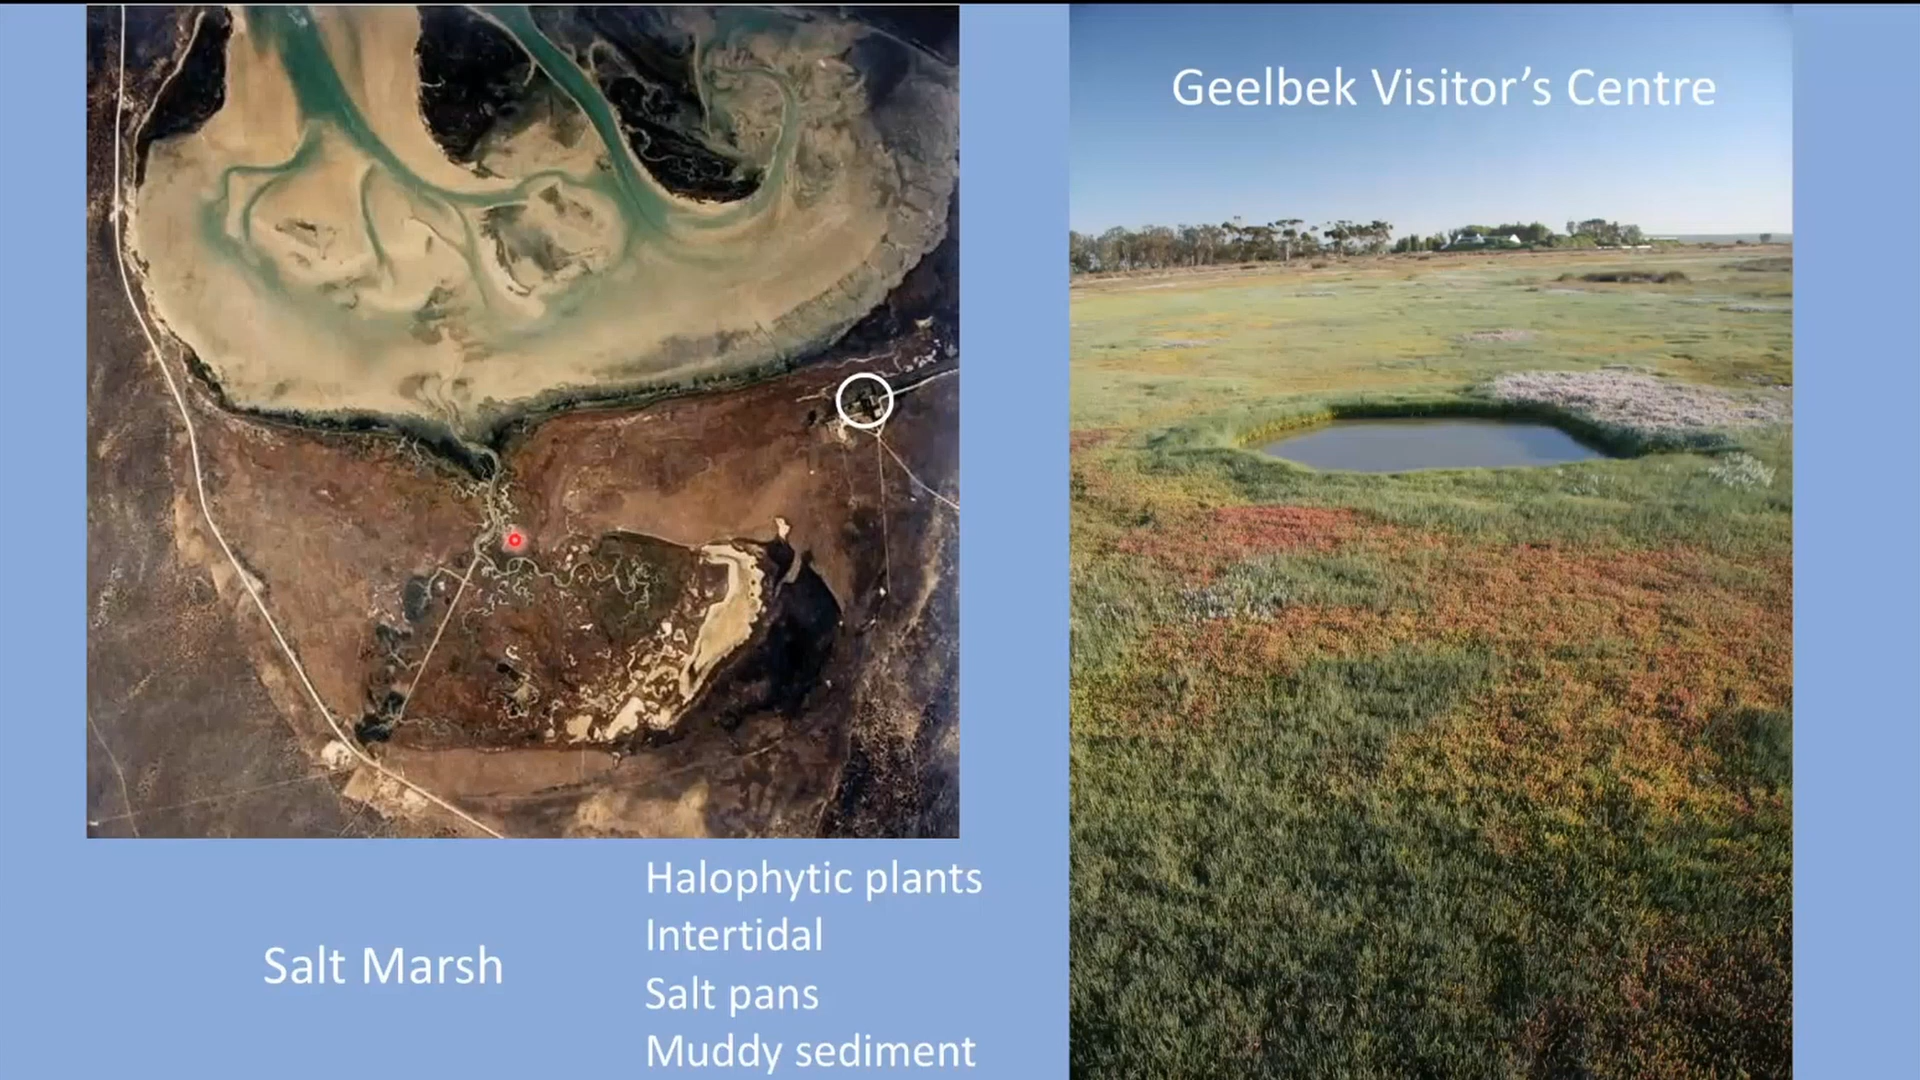 Geelbek Visitor’s Centre
Salt Marsh
Halophytic plants
Intertidal
Salt pans
Muddy sediment